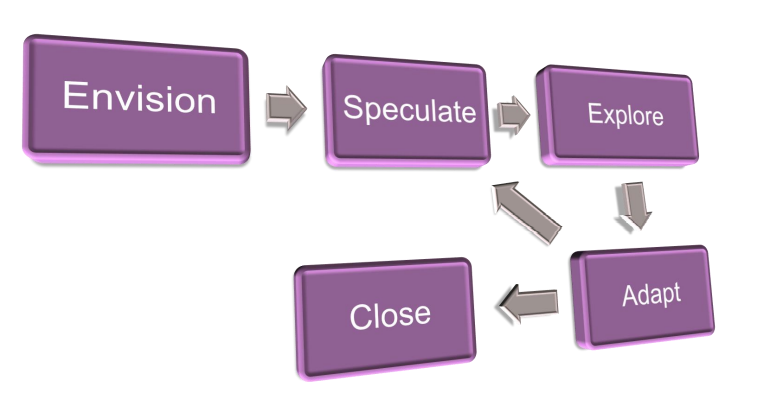 Envision
Speculate
Explore
Adapt
Close